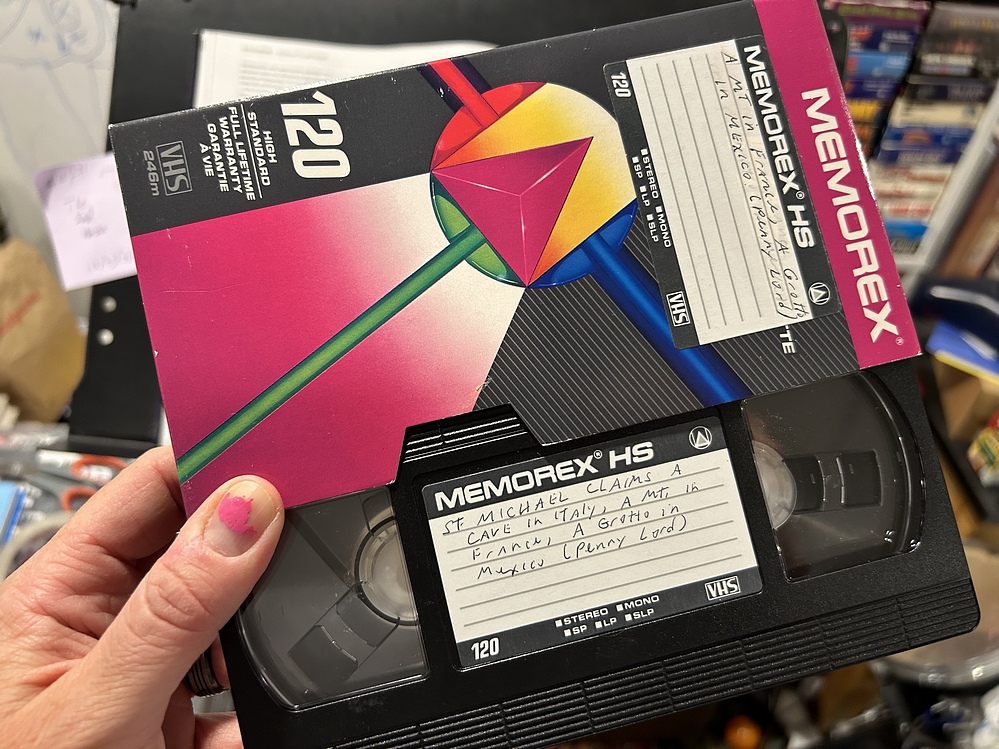 MEMOREX®
MEMOREX® HS
A MT in France, A Grotto
in MEXICO (Penny Lord)
120
STEREO MONO
SP LP SLP
VHS
TE
120
HIGH
STANDARD
FULL LIFETIME
WARRANTY
GARANTIE
À VIE
VHS
246m
MEMOREX® HS
ST MICHAEL CLAIMS A
CAVE in ITALY, A MT. in
France, A Grotto in
Mexico (Penny Lord)
STEREO MONO
SP LP SLP
120
VHS